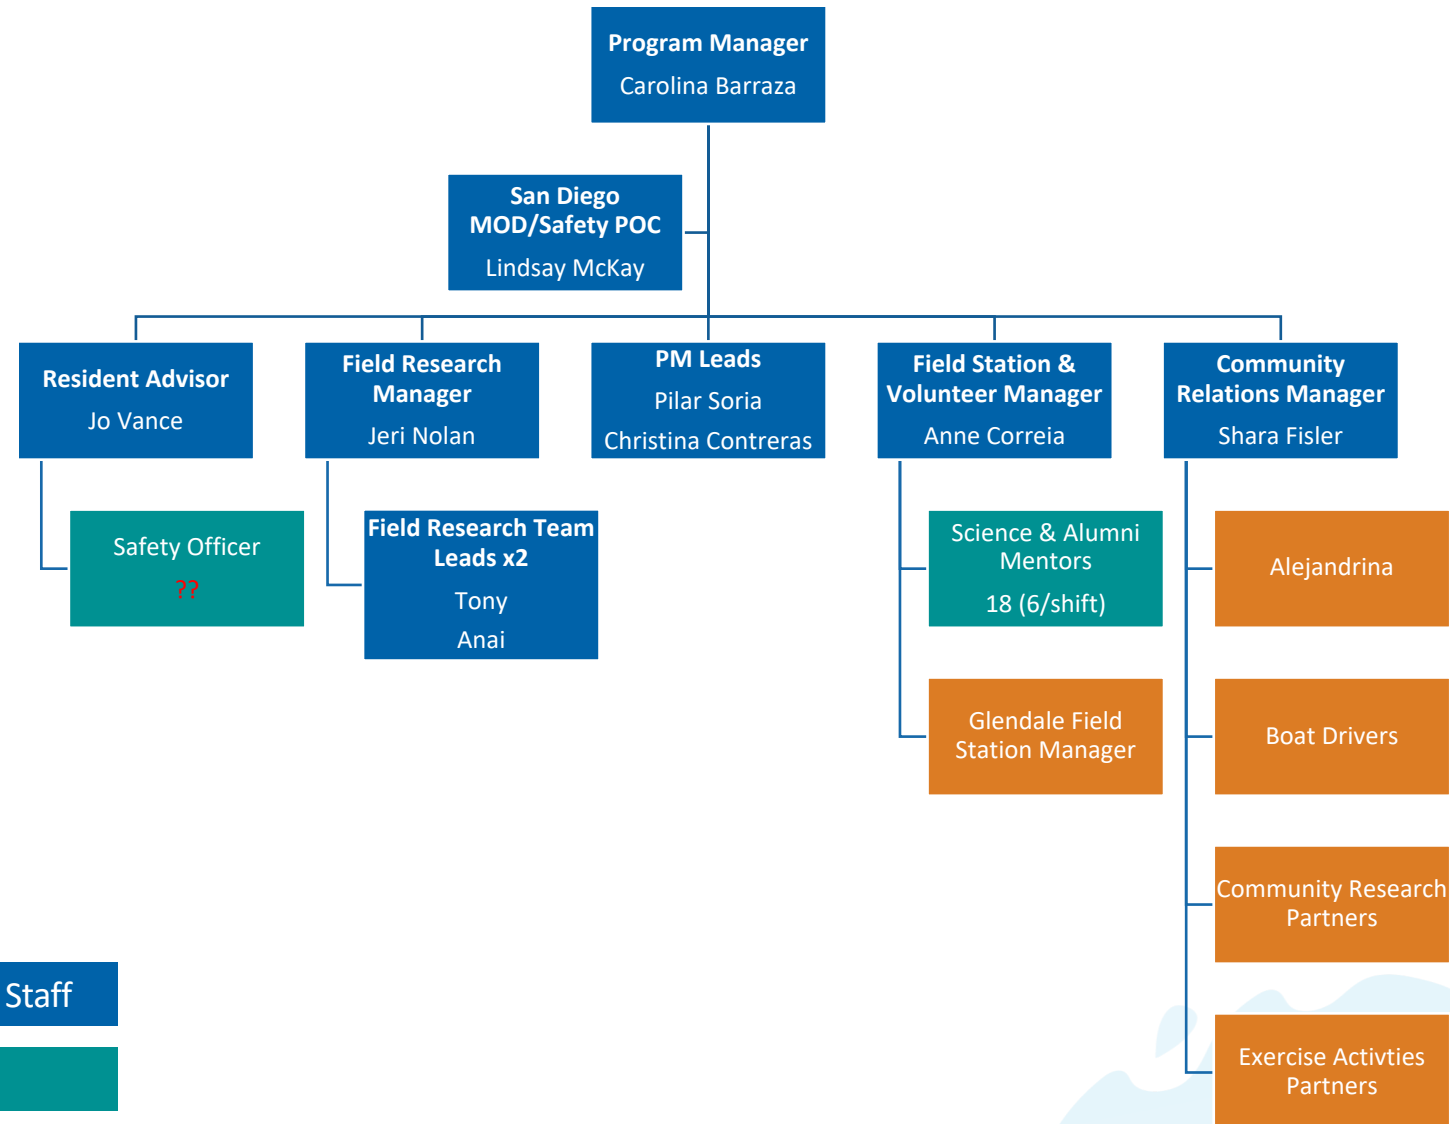 Program Manager
Carolina Barraza
San Diego
MOD/Safety POC
Lindsay McKay
Resident Advisor
Jo Vance
Field Research
Manager
Jeri Nolan
PM Leads
Pilar Soria
Christina Contreras
Field Station &
Volunteer Manager
Anne Correia
Community
Relations Manager
Shara Fisler
Safety Officer
??
Field Research Team
Leads x2
Tony
Anai
Science & Alumni
Mentors
18 (6/shift)
Glendale Field
Station Manager
Alejandrina
Boat Drivers
Community Research
Partners
Exercise Activties
Partners
Staff